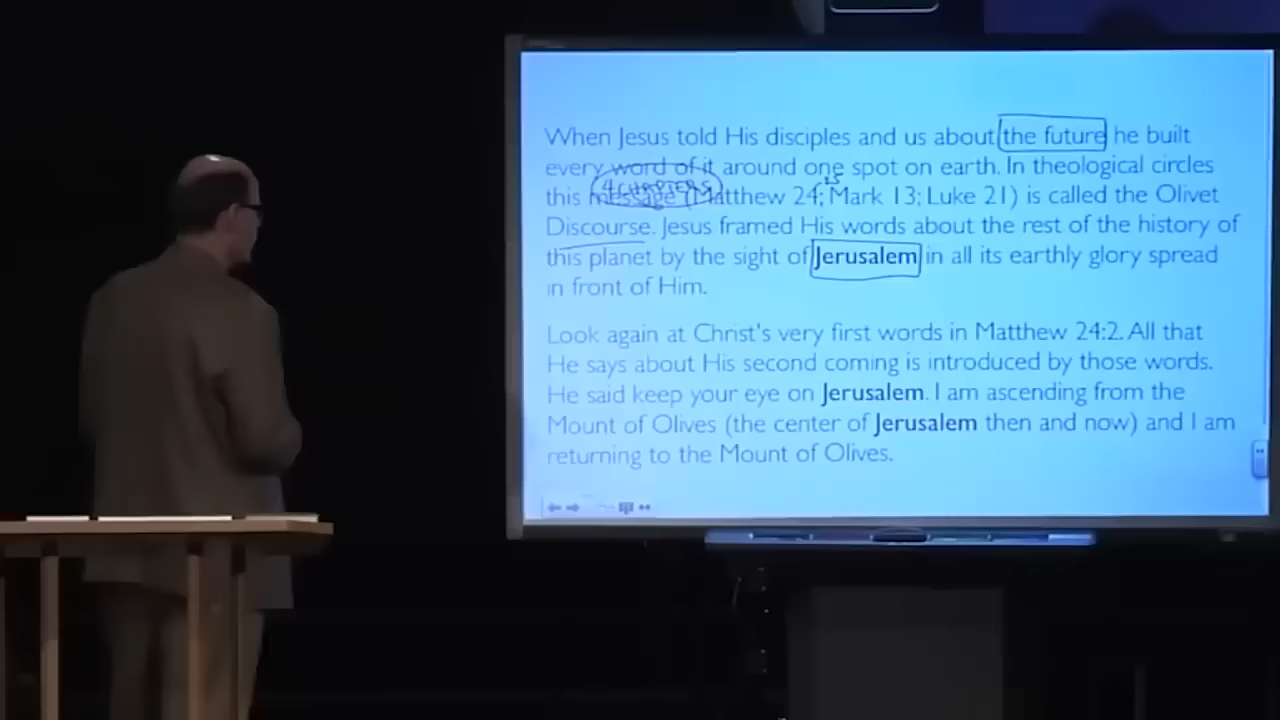 When Jesus told His disciples and us about the future he built
every word of it around one spot on earth. In theological circles
4 CHAPTERS 25
this message (Matthew 24; Mark 13; Luke 21) is called the Olivet
Discourse. Jesus framed His words about the rest of the history of
this planet by the sight of Jerusalem in all its earthly glory spread
in front of Him.
Look again at Christ's very first words in Matthew 24:2. All that
He says about His second coming is introduced by those words.
He said keep your eye on Jerusalem. I am ascending from the
Mount of Olives (the center of Jerusalem then and now) and I am
returning to the Mount of Olives.